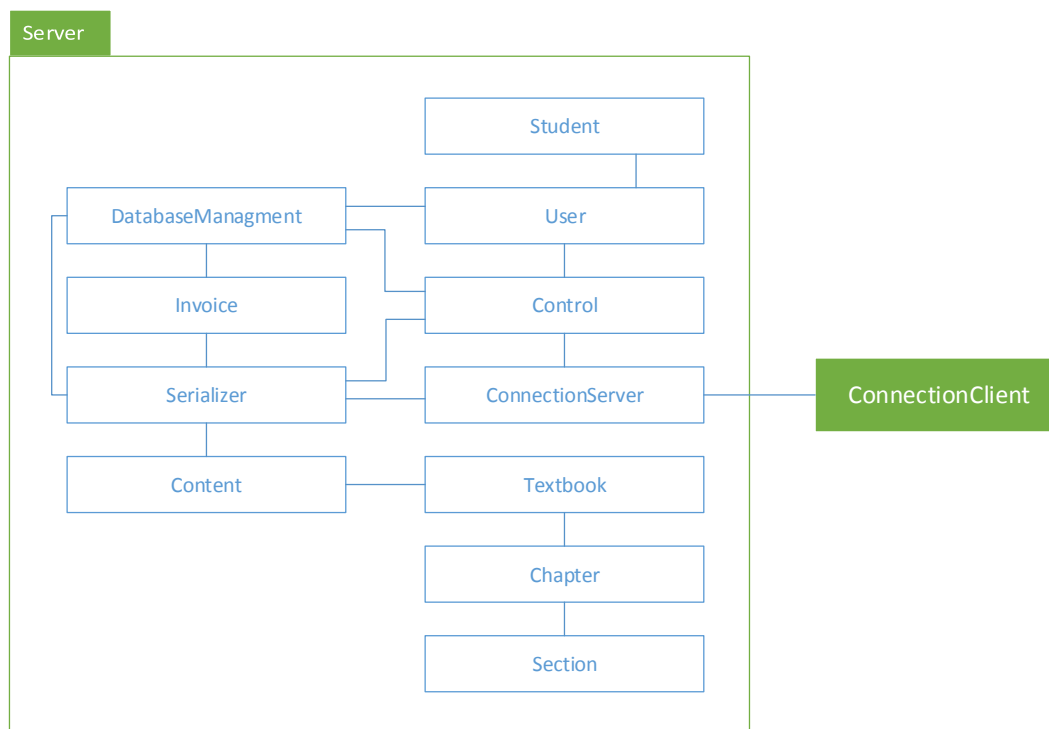 Server
Student
DatabaseManagment
User
Invoice
Control
Serializer
ConnectionServer
ConnectionClient
Content
Textbook
Chapter
Section